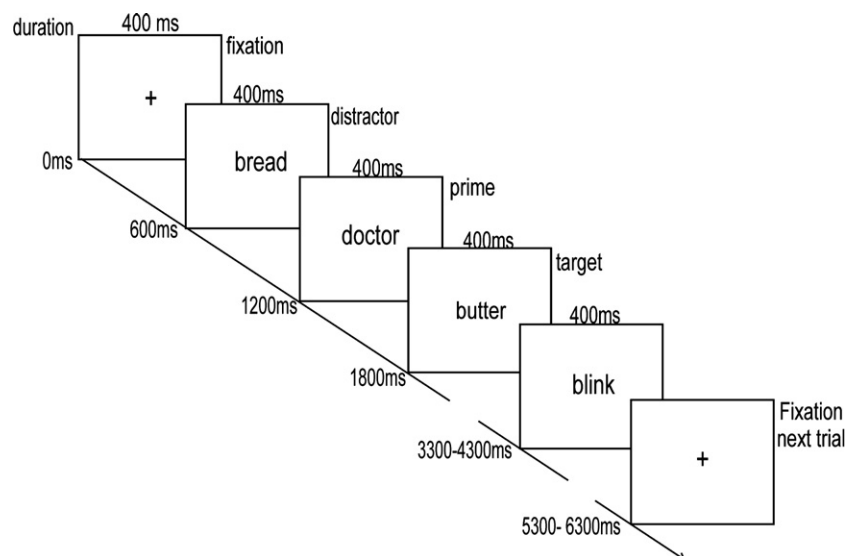 duration
400 ms
fixation
+
0ms
400ms
distractor
bread
600ms
400ms
prime
doctor
1200ms
400ms
target
butter
1800ms
400ms
blink
3300-4300ms
Fixation
next trial
+
5300- 6300ms